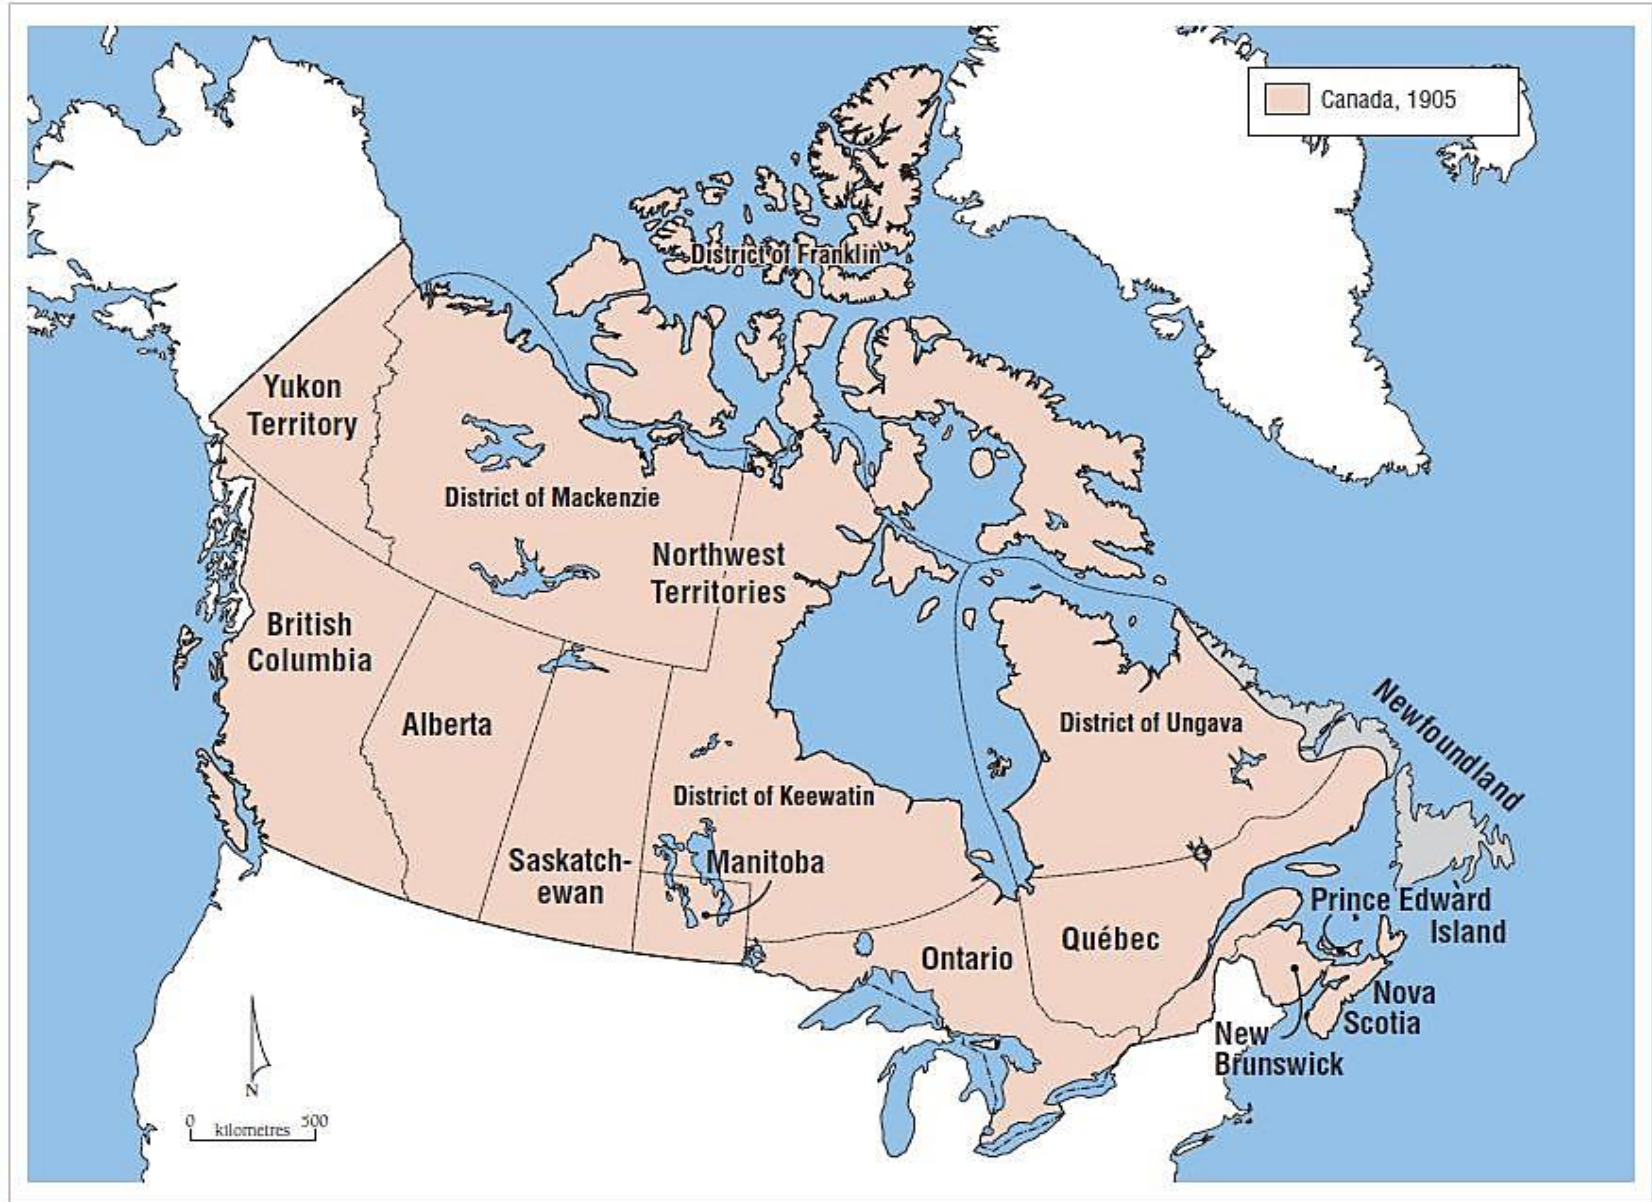 Canada, 1905
District of Franklin
Yukon
Territory
District of Mackenzie
Northwest
Territories
British
Columbia
Alberta
District of Ungava
Newfoundland
District of Keewatin
Saskatch-
ewan
Manitoba
Prince Edward
Island
Ontario
Québec
Nova
Scotia
New
Brunswick
N
0 kilometres 500